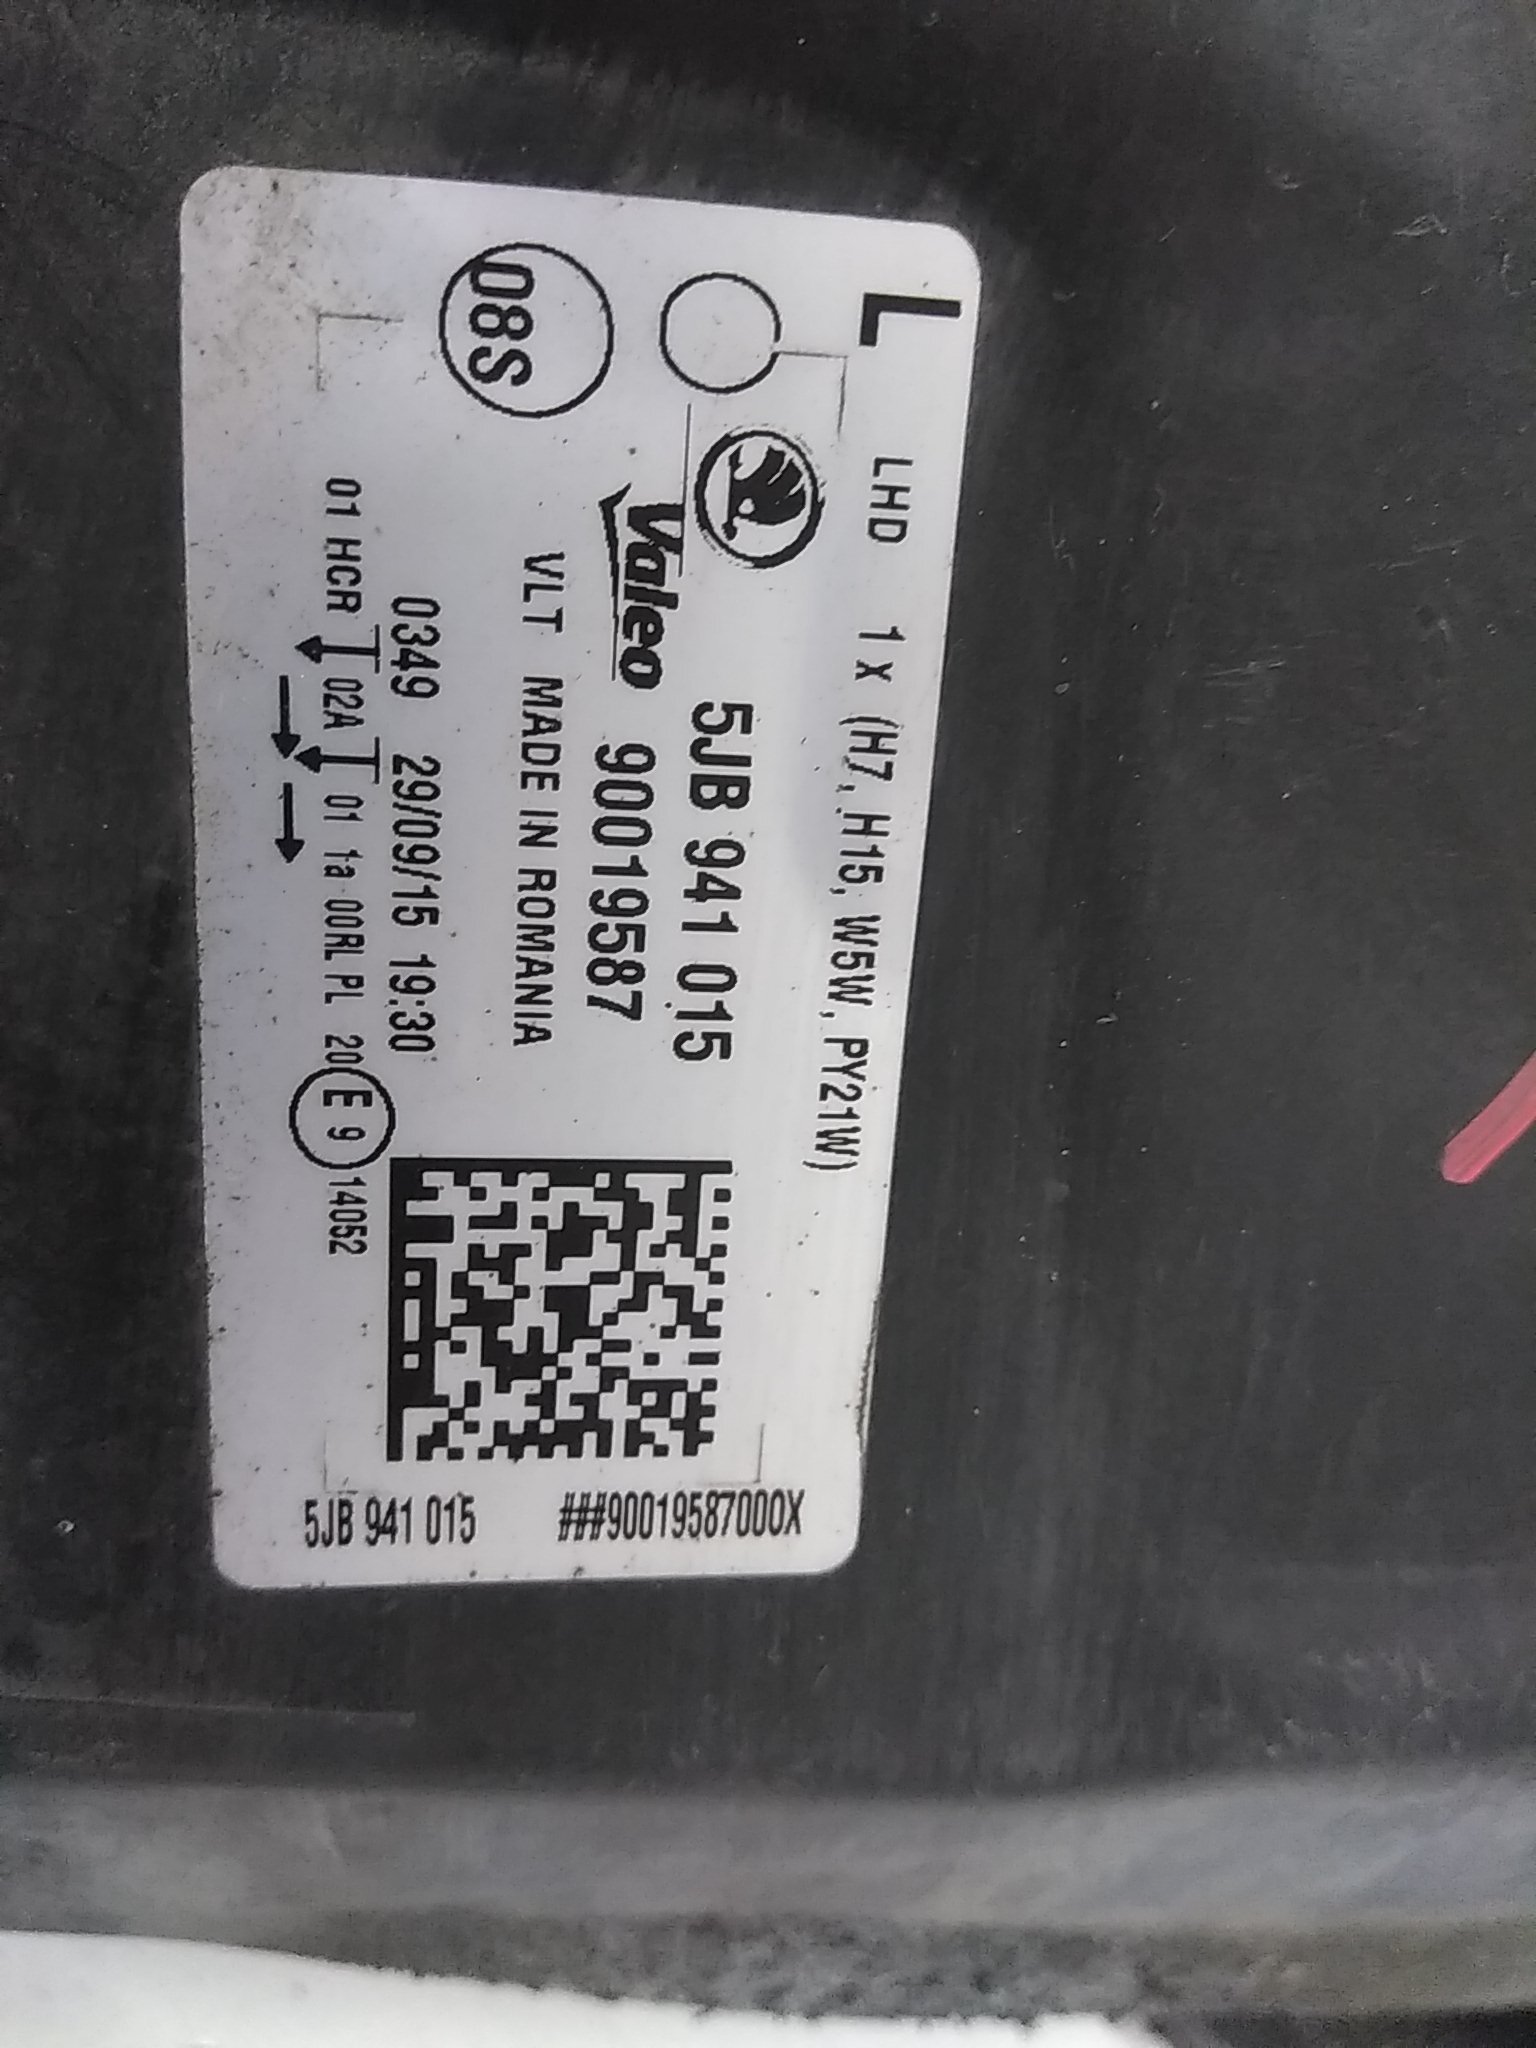 L LHD 1 x (H7, H15, W5W, PY21W)
5JB 941 015
Valeo 90019587
D8S
VLT MADE IN ROMANIA
0349 29/09/15 19:30
01 HCR 02A 01 1a 00RL PL 20 E 9 14052
###90019587000X
5JB 941 015